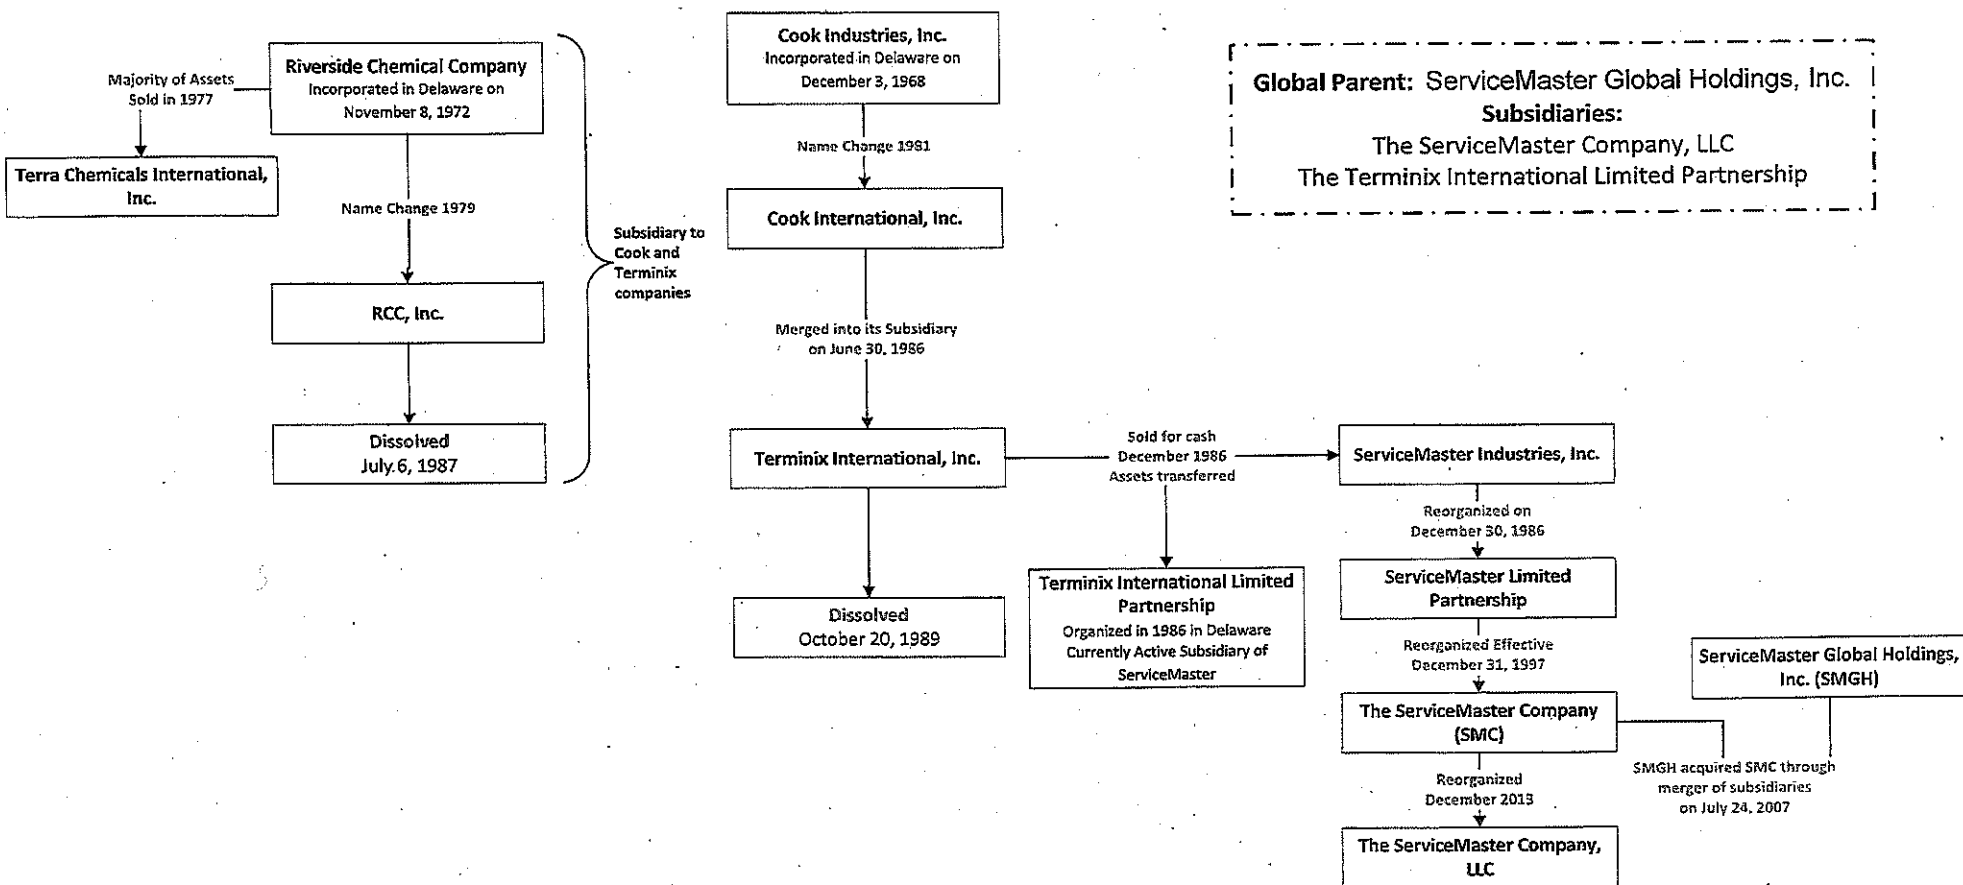 Majority of Assets
Sold in 1977
Riverside Chemical Company
Incorporated in Delaware on
November 8, 1972
Terra Chemicals International,
Inc.
Name Change 1979
RCC, Inc.
Dissolved
July 6, 1987
Subsidiary to
Cook and
Terminix
companies
Cook Industries, Inc.
Incorporated in Delaware on
December 3, 1968
Name Change 1981
Cook International, Inc.
Merged into its Subsidiary
on June 30, 1986
Terminix International, Inc.
Dissolved
October 20, 1989
Sold for cash
December 1986
Assets transferred
Terminix International Limited
Partnership
Organized in 1986 in Delaware
Currently Active Subsidiary of
ServiceMaster
Global Parent: ServiceMaster Global Holdings, Inc.
Subsidiaries:
The ServiceMaster Company, LLC
The Terminix International Limited Partnership
ServiceMaster Industries, Inc.
Reorganized on
December 30, 1986
ServiceMaster Limited
Partnership
Reorganized Effective
December 31, 1997
The ServiceMaster Company
(SMC)
Reorganized
December 2013
The ServiceMaster Company,
LLC
ServiceMaster Global Holdings,
Inc. (SMGH)
SMGH acquired SMC through
merger of subsidiaries
on July 24, 2007